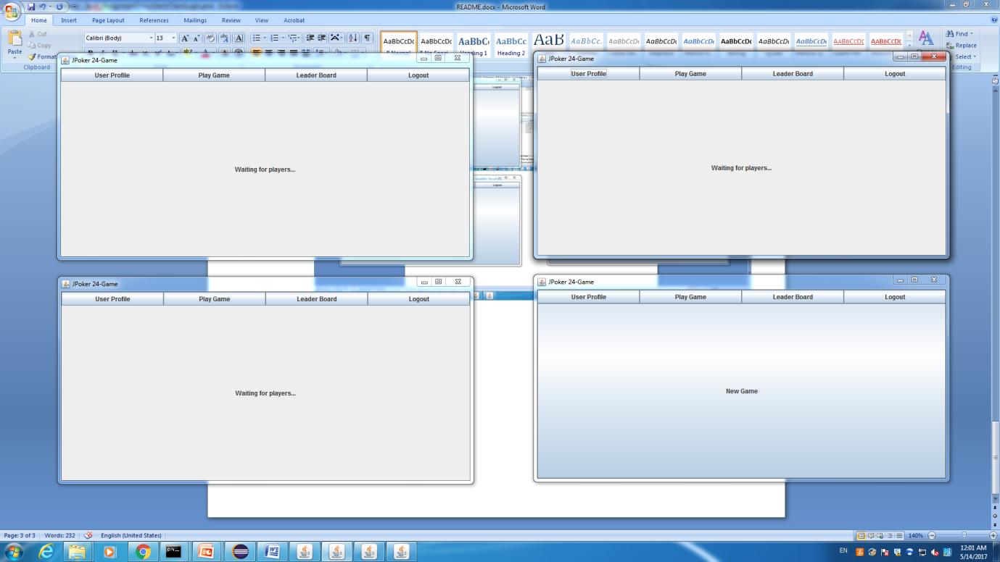 README.docx - Microsoft Word
Home Insert Page Layout References Mailings Review View Acrobat
Cut
Copy
Format
Paste
Clipboard
Calibri (Body) 13
AaBbCcDc AaBbCcDc AaBbC AaBbCc AaB AaBbCc. AaBbCcDc AaBbCcDc AaBbCcDc AaBbCcDc AaBbCcDc AaBbCcDc AABBCCDC AABBCCDC
Heading 1 Heading 2
Find
Replace
Select
Editing
JPoker 24-Game
User Profile Play Game Leader Board Logout
Waiting for players...
JPoker 24-Game
User Profile Play Game Leader Board Logout
Waiting for players...
Logout
Logout
JPoker 24-Game
User Profile Play Game Leader Board Logout
Waiting for players...
JPoker 24-Game
User Profile Play Game Leader Board Logout
New Game
Page: 3 of 3 Words: 232 English (United States) 140%
EN 12:01 AM
5/14/2017